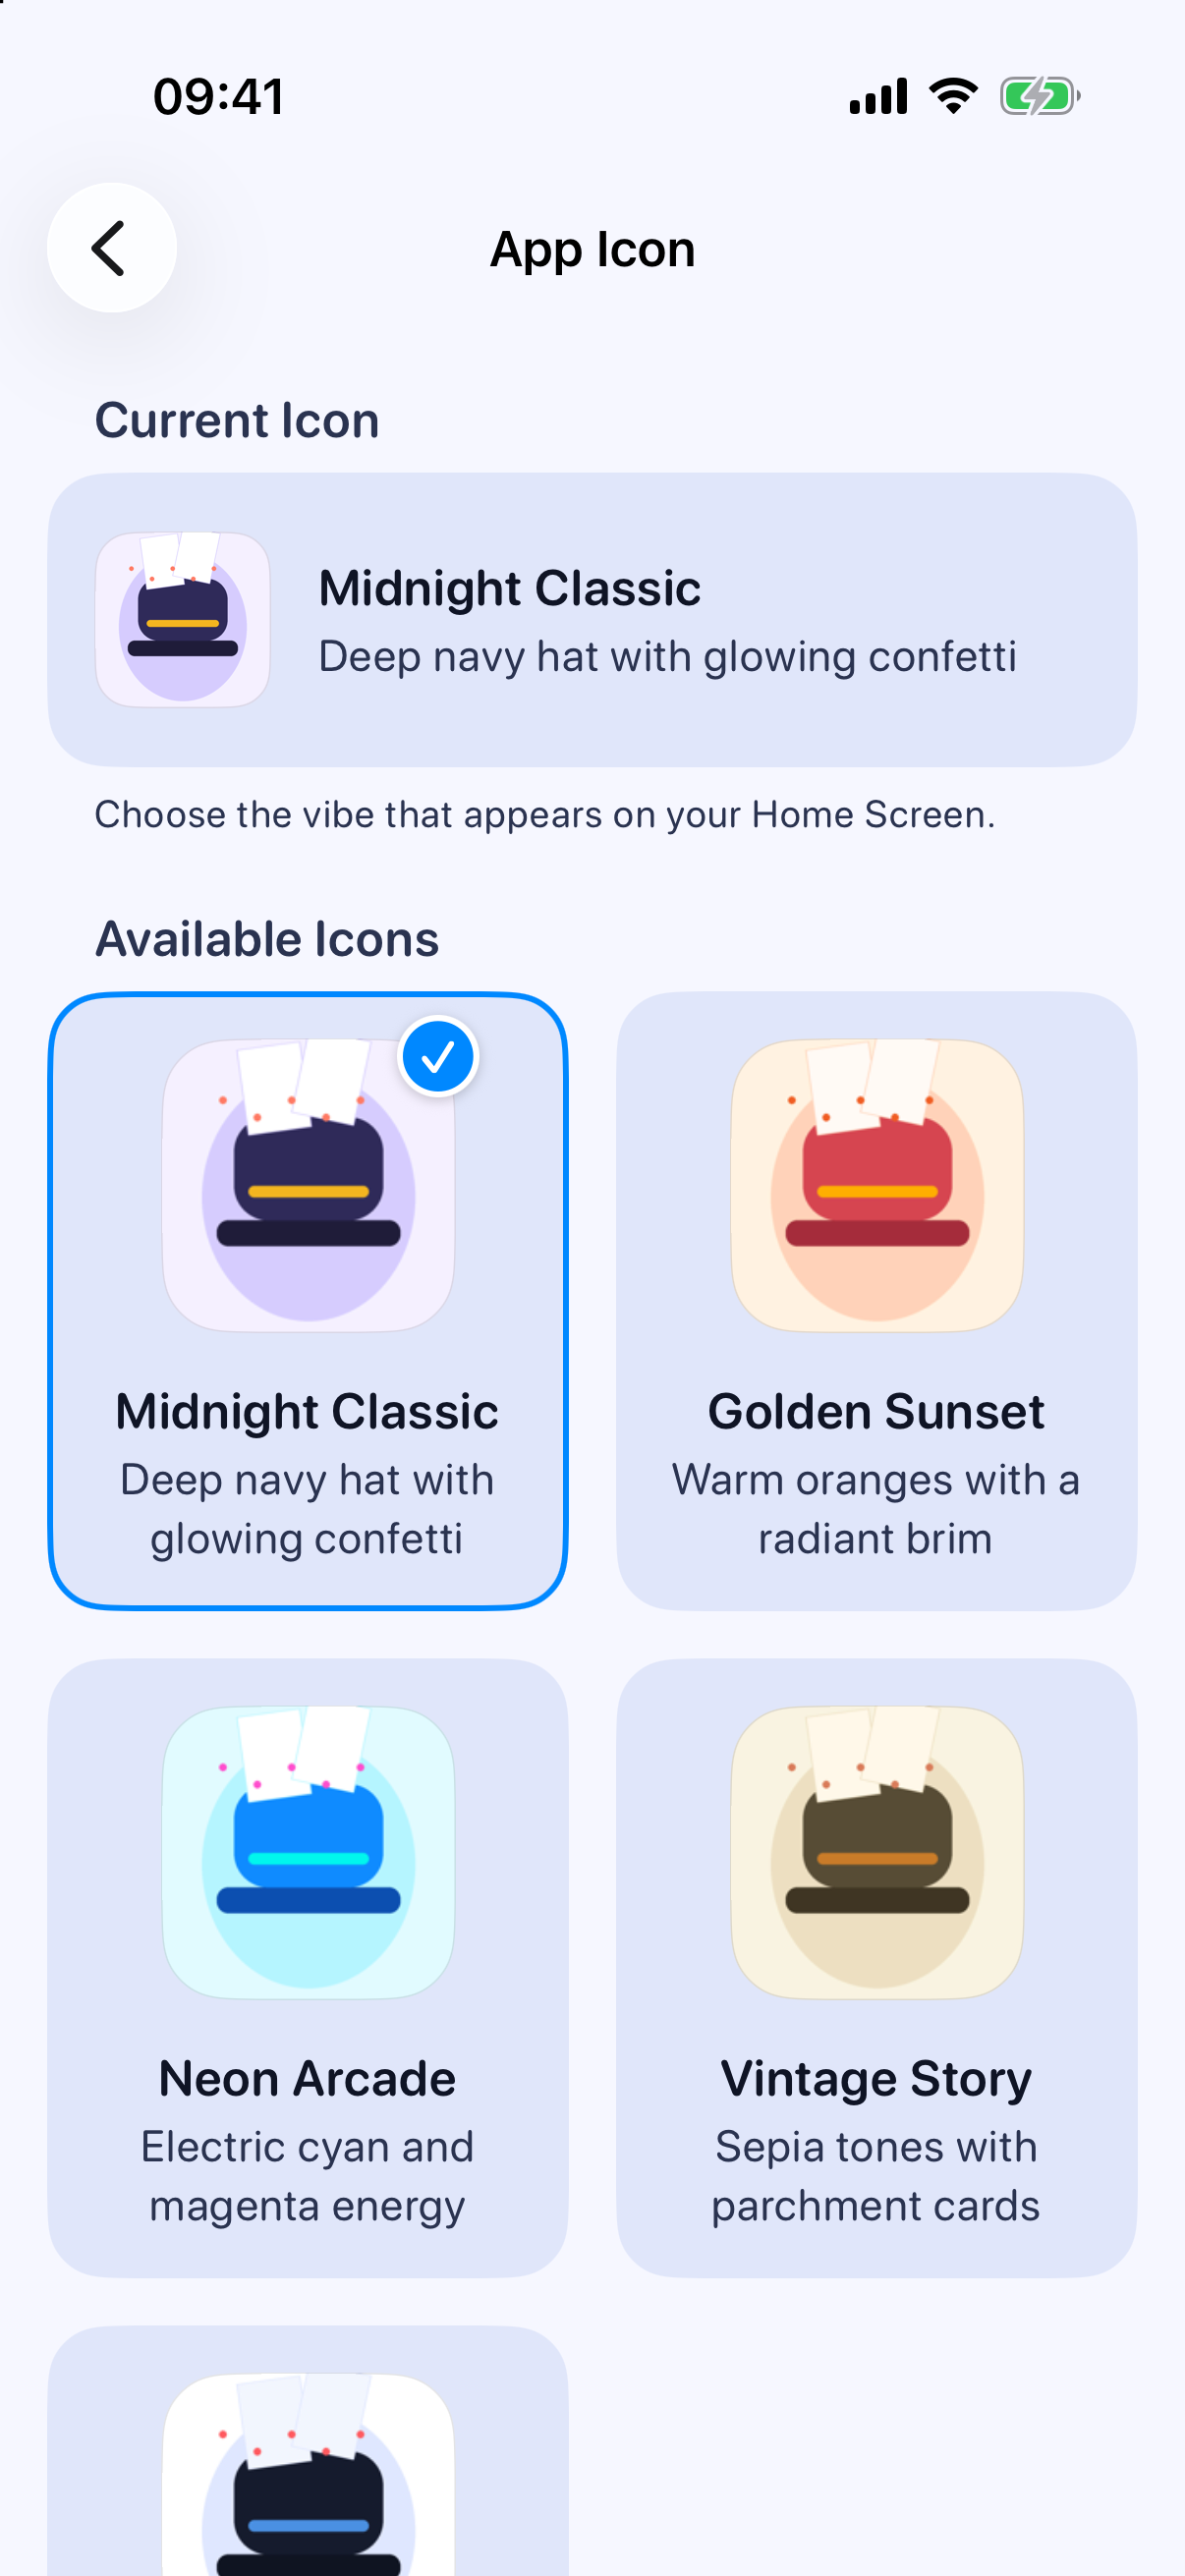 09:41
App Icon
Current Icon
Midnight Classic
Deep navy hat with glowing confetti
Choose the vibe that appears on your Home Screen.
Available Icons
Midnight Classic
Deep navy hat with
glowing confetti
Golden Sunset
Warm oranges with a
radiant brim
Neon Arcade
Electric cyan and
magenta energy
Vintage Story
Sepia tones with
parchment cards